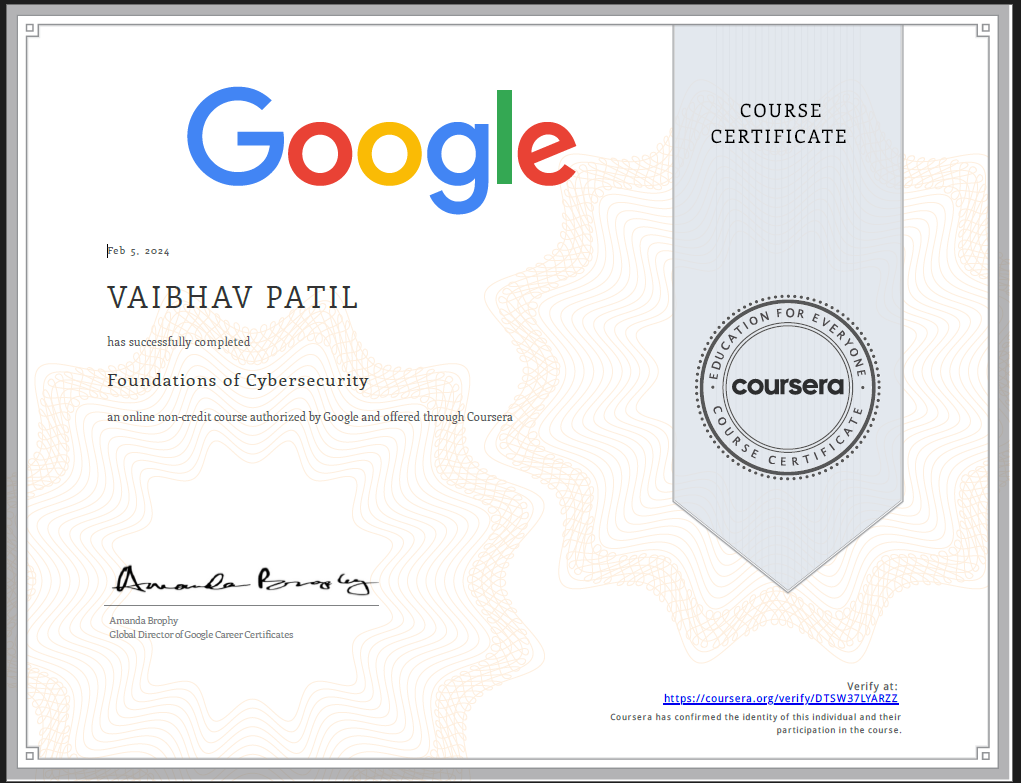 Google
COURSE
CERTIFICATE
Feb 5, 2024
VAIBHAV PATIL
has successfully completed
Foundations of Cybersecurity
an online non-credit course authorized by Google and offered through Coursera
EDUCATION FOR EVERYONE
coursera
COURSE CERTIFICATE
Amanda Brophy
Amanda Brophy
Global Director of Google Career Certificates
Verify at:
https://coursera.org/verify/DTSW37LYARZZ
Coursera has confirmed the identity of this individual and their
participation in the course.